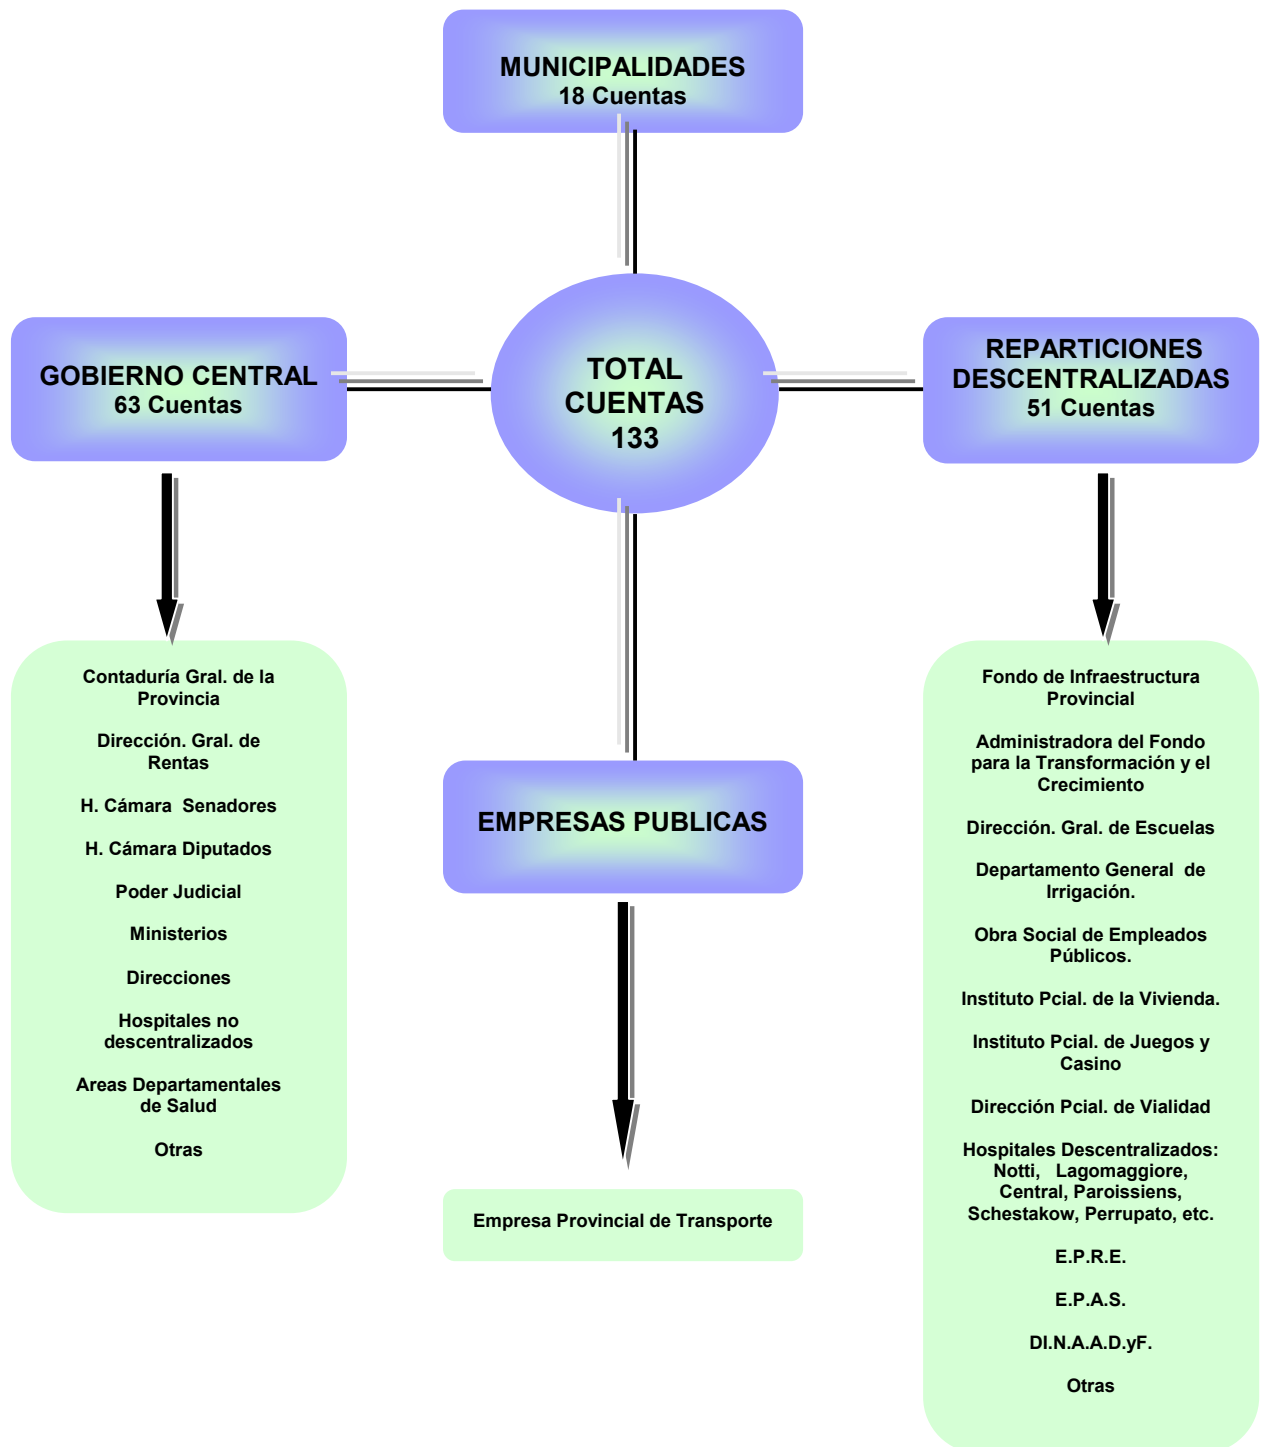 MUNICIPALIDADES
18 Cuentas
GOBIERNO CENTRAL
63 Cuentas
TOTAL
CUENTAS
133
REPARTICIONES
DESCENTRALIZADAS
51 Cuentas
Contaduría Gral. de la
Provincia
Dirección. Gral. de
Rentas
H. Cámara Senadores
H. Cámara Diputados
Poder Judicial
Ministerios
Direcciones
Hospitales no
descentralizados
Areas Departamentales
de Salud
Otras
EMPRESAS PUBLICAS
Empresa Provincial de Transporte
Fondo de Infraestructura
Provincial
Administradora del Fondo
para la Transformación y el
Crecimiento
Dirección. Gral. de Escuelas
Departamento General de
Irrigación.
Obra Social de Empleados
Públicos.
Instituto Pcial. de la Vivienda.
Instituto Pcial. de Juegos y
Casino
Dirección Pcial. de Vialidad
Hospitales Descentralizados:
Notti, Lagomaggiore,
Central, Paroissiens,
Schestakow, Perrupato, etc.
E.P.R.E.
E.P.A.S.
DI.N.A.A.D.yF.
Otras